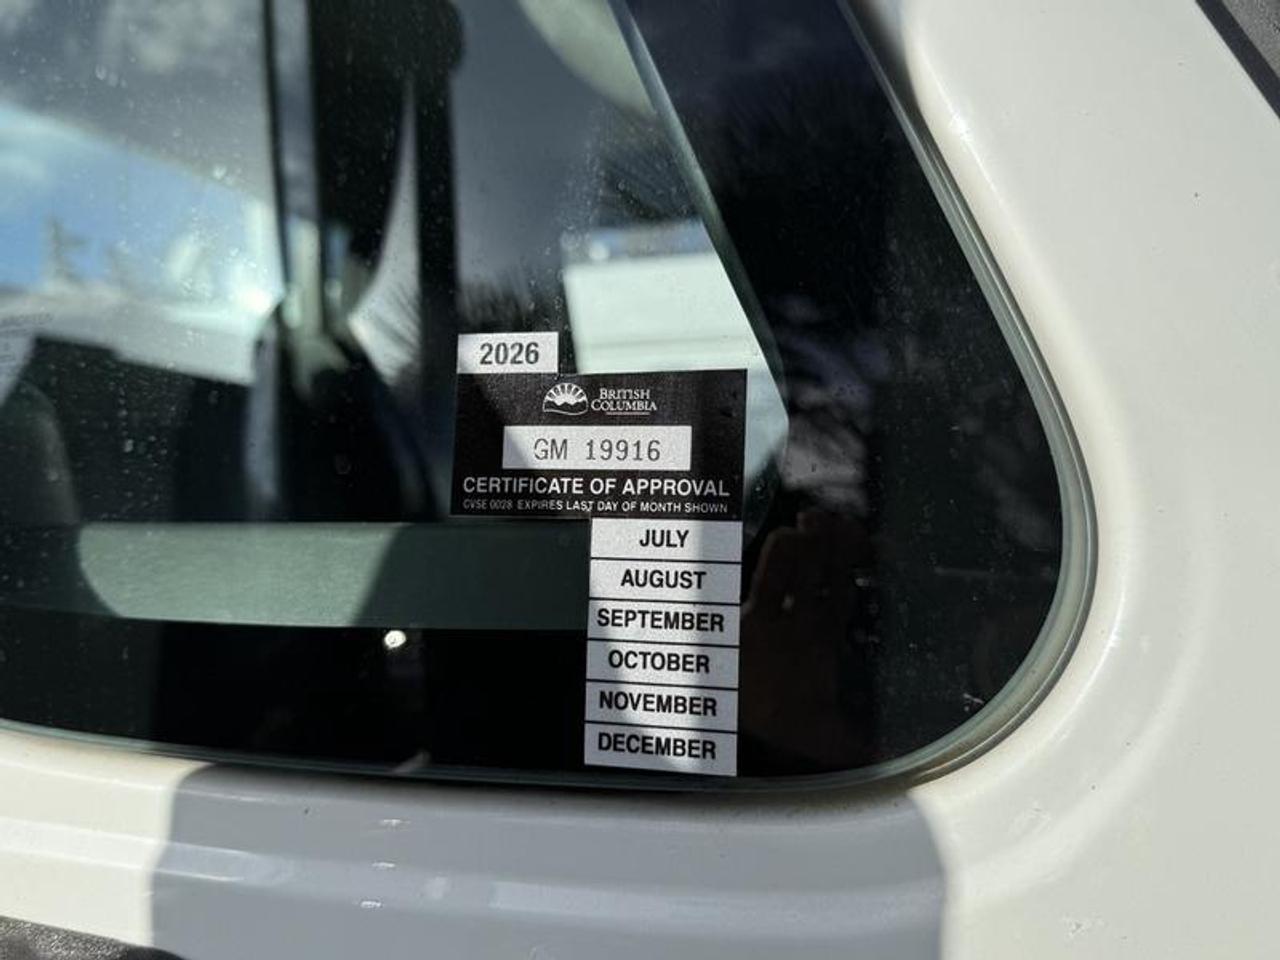 2026
BRITISH
COLUMBIA
GM 19916
CERTIFICATE OF APPROVAL
CVSE 0028 EXPIRES LAST DAY OF MONTH SHOWN
JULY
AUGUST
SEPTEMBER
OCTOBER
NOVEMBER
DECEMBER